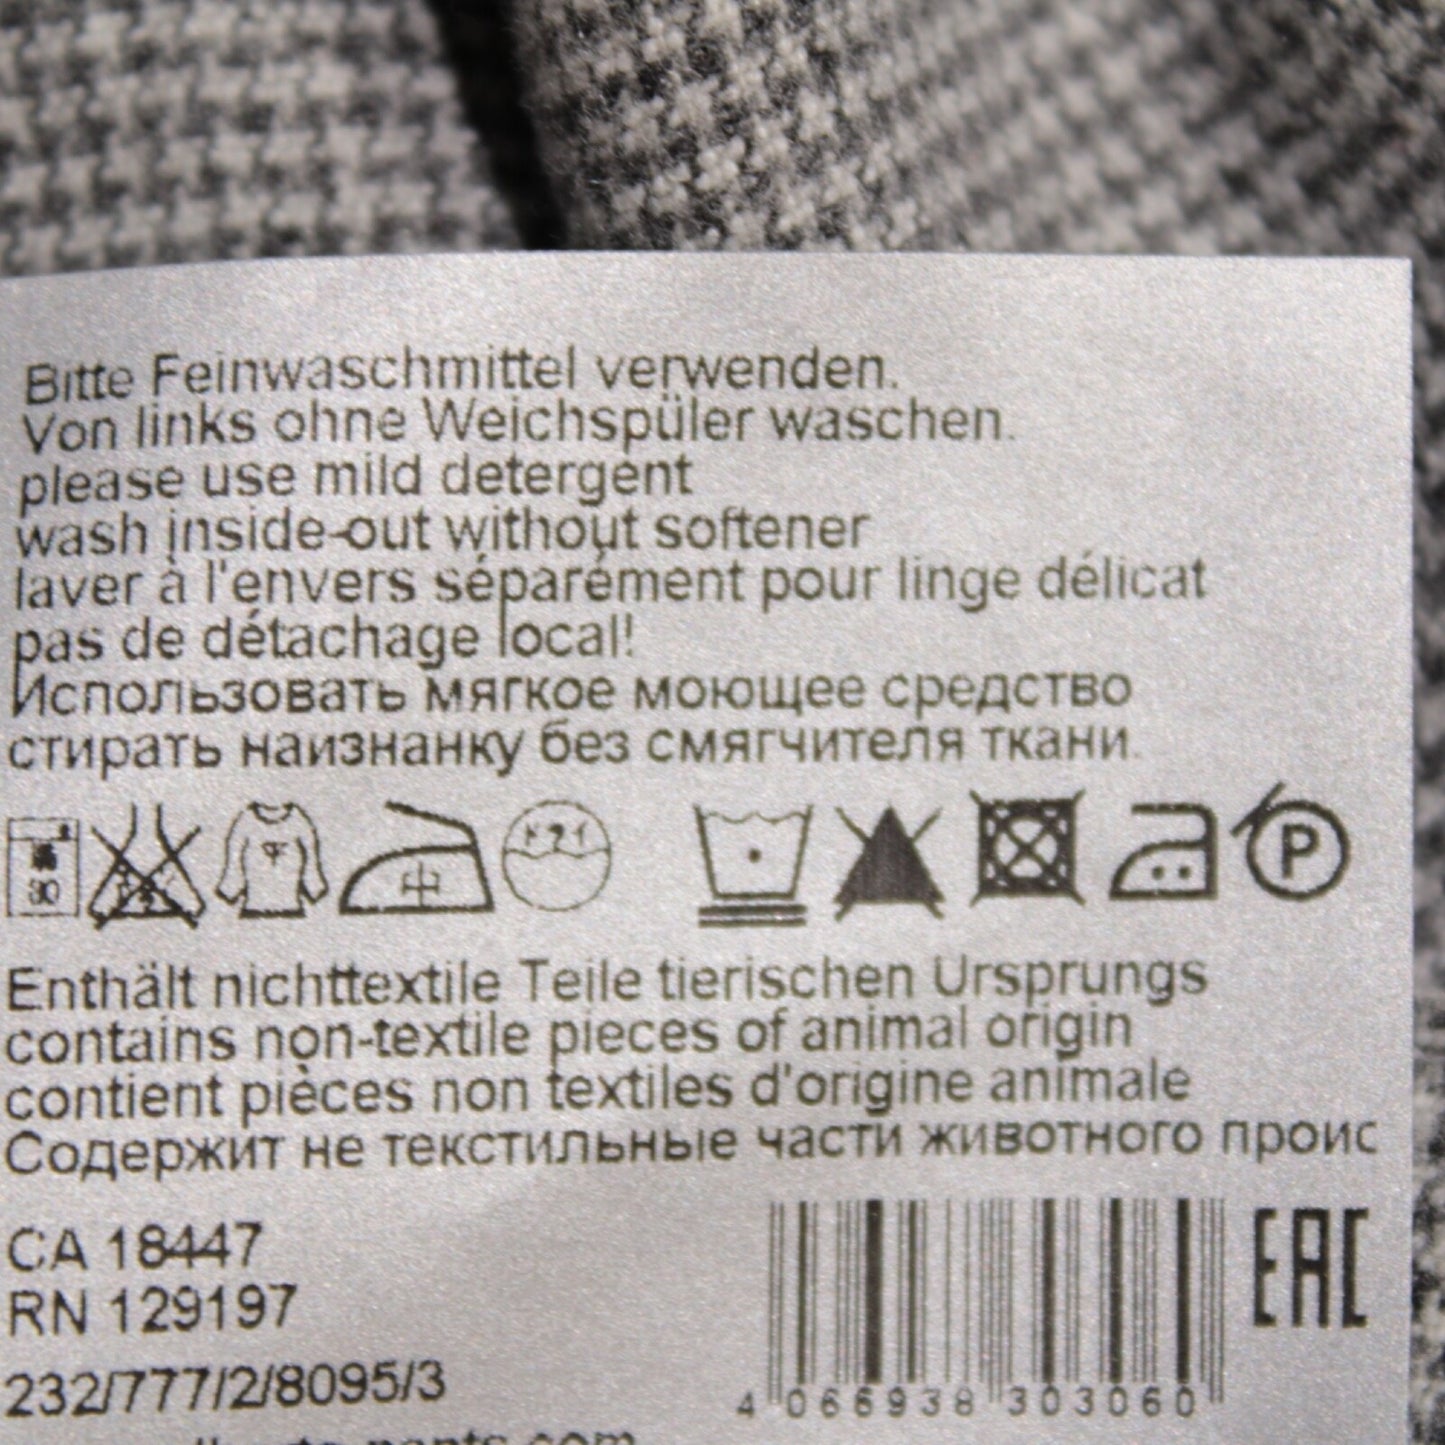 Bitte Feinwaschmittel verwenden.
Von links ohne Weichspüler waschen.
please use mild detergent
wash inside-out without softener
laver à l'envers séparément pour linge délicat
pas de détachage local!
Использовать мягкое моющее средство
стирать наизнанку без смягчителя ткани.
P
Enthält nichttextile Teile tierischen Ursprungs
contains non-textile pieces of animal origin
contient pièces non textiles d'origine animale
Содержит не текстильные части животного проис
CA 18447
RN 129197
EAC
232/777/2/8095/3
4 066938 303060